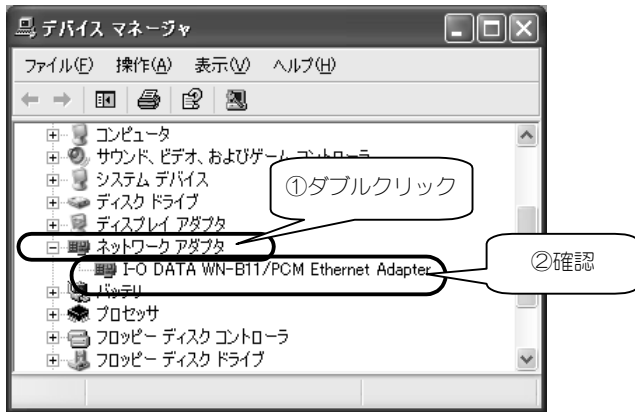 デバイス マネージャ
ファイル(F) 操作(A) 表示(V) ヘルプ(H)
コンピュータ
サウンド、ビデオ、およびゲーム コントローラ
システム デバイス
①ダブルクリック
ディスク ドライブ
ディスプレイ アダプタ
ネットワーク アダプタ
I-O DATA WN-B11/PCM Ethernet Adapter
②確認
バッテリ
プロセッサ
フロッピー ディスク コントローラ
フロッピー ディスク ドライブ